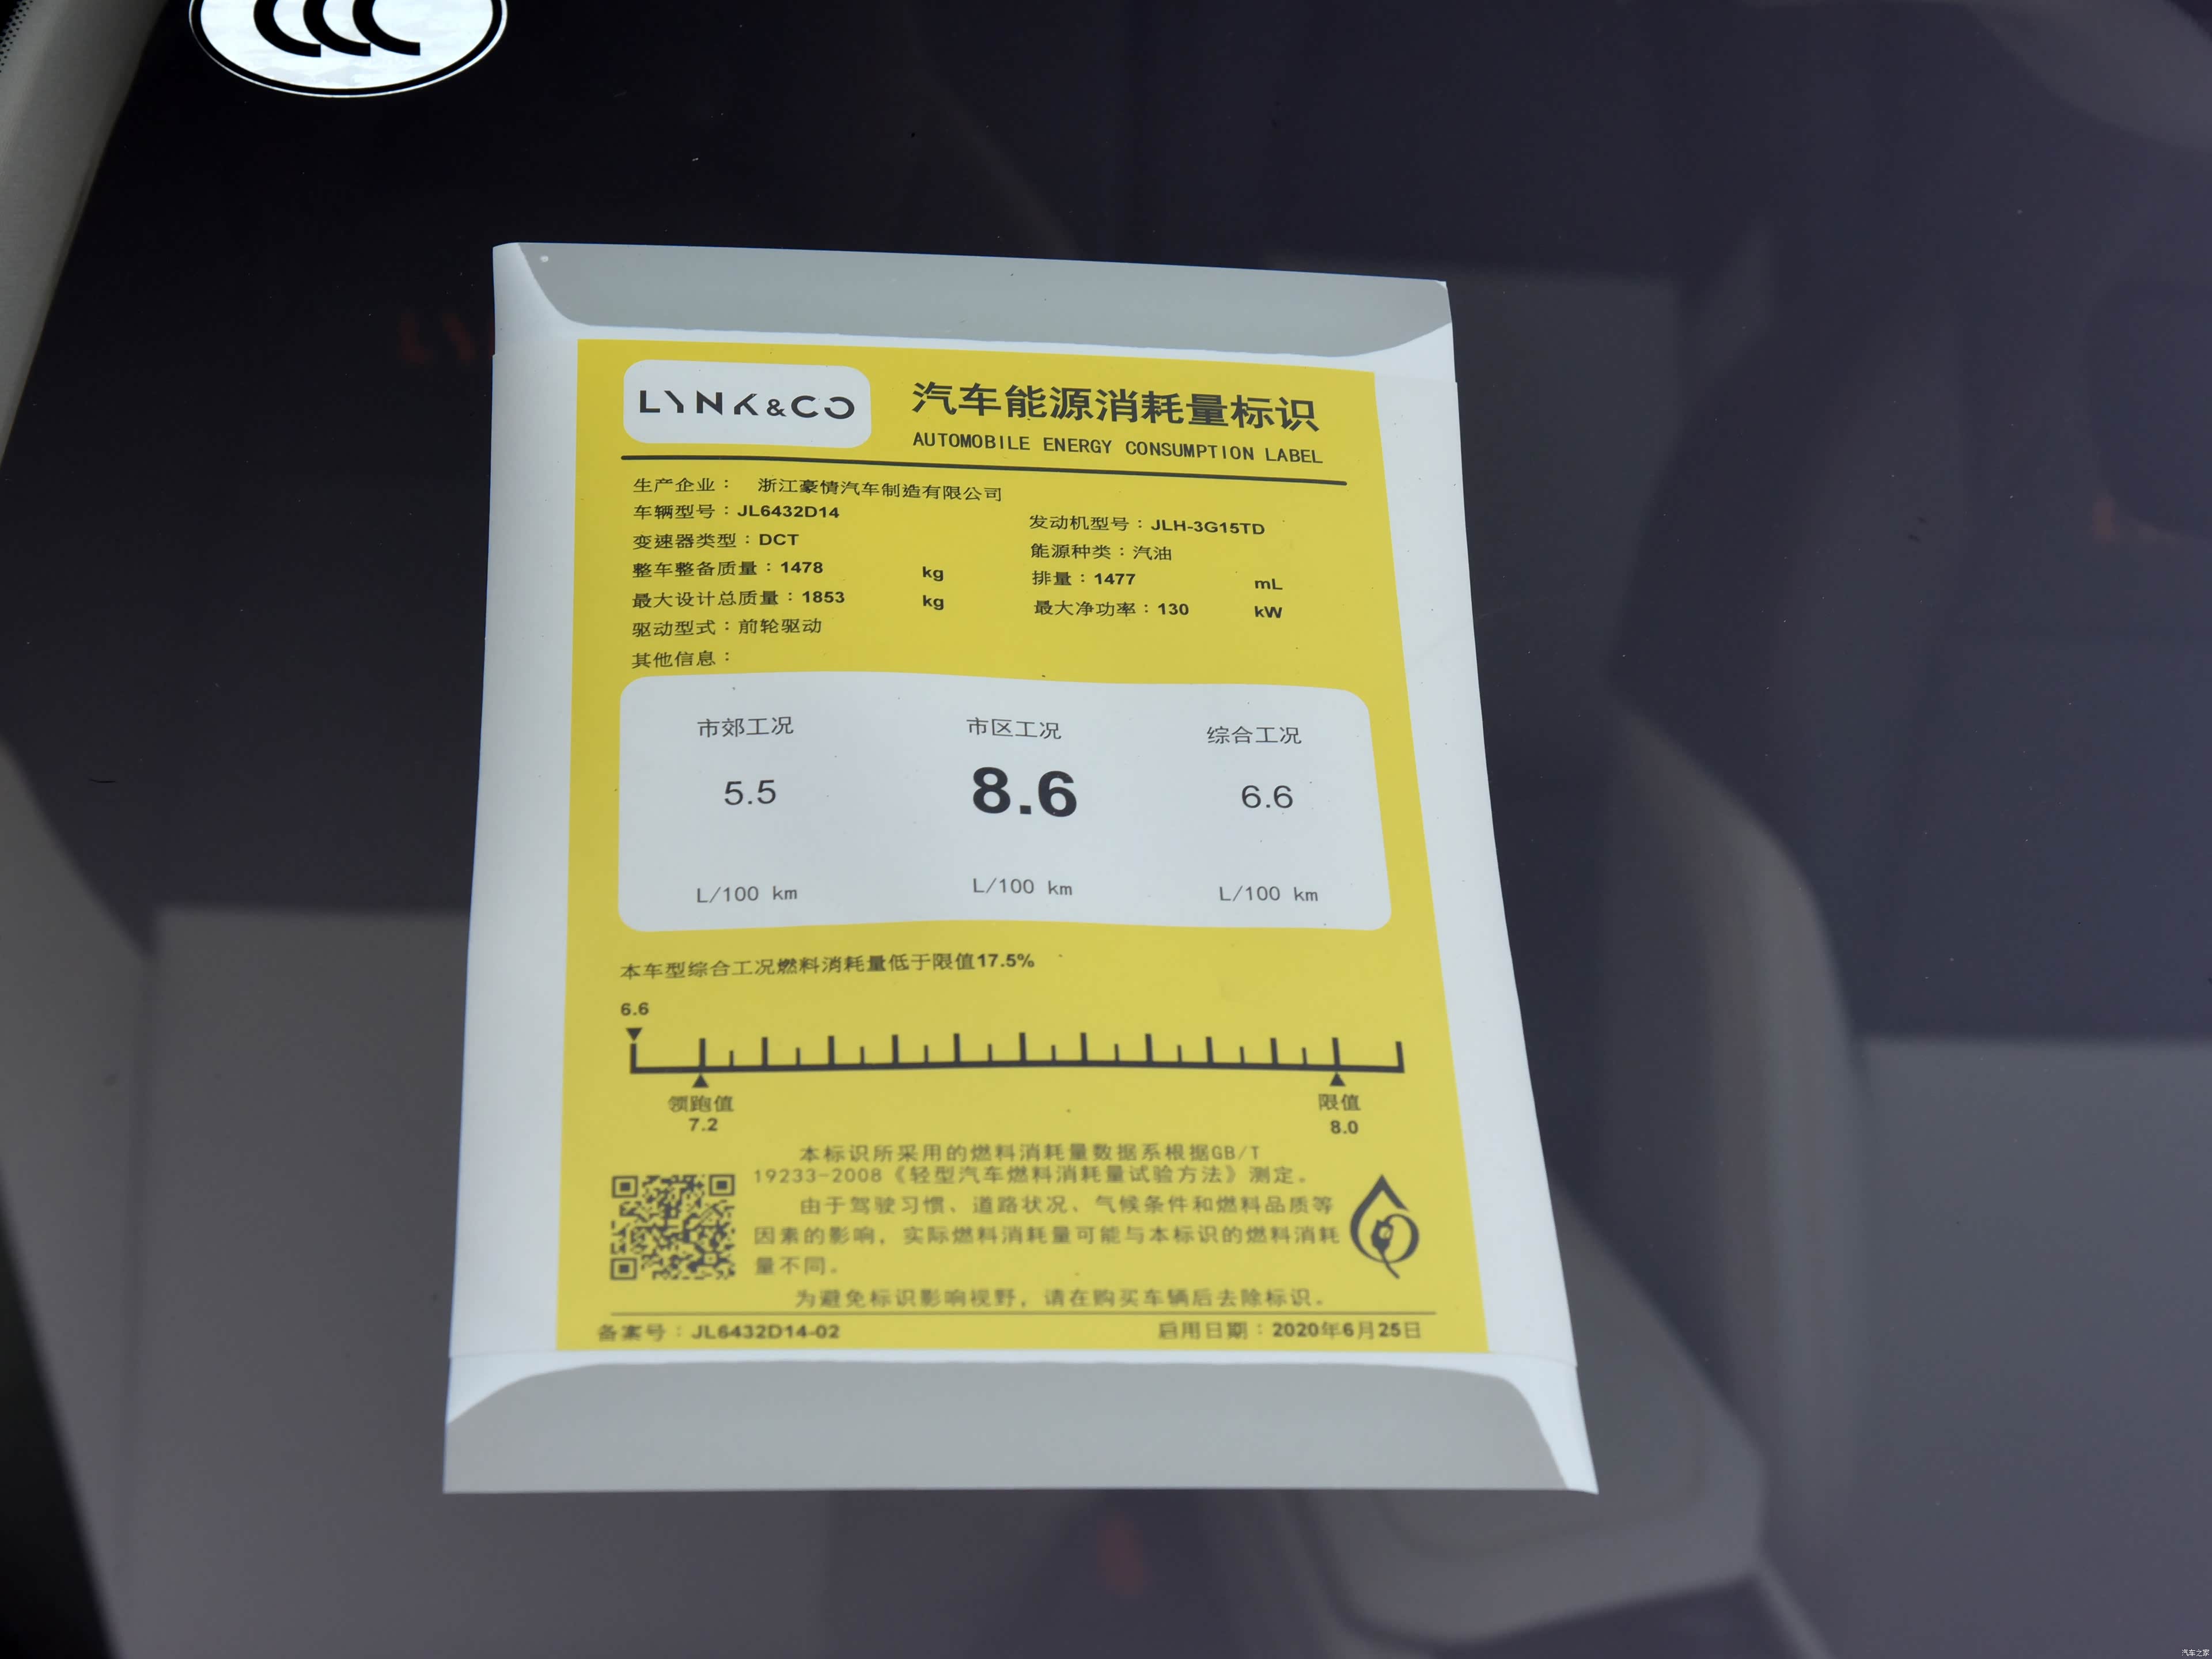 CCC
LYNK&CO
汽车能源消耗量标识
AUTOMOBILE ENERGY CONSUMPTION LABEL
生产企业： 浙江豪情汽车制造有限公司
车辆型号：JL6432D14
发动机型号：JLH-3G15TD
变速器类型：DCT
能源种类：汽油
整车整备质量：1478 kg
排量：1477 mL
最大设计总质量：1853 kg
最大净功率：130 kW
驱动型式：前轮驱动
其他信息：
市郊工况 市区工况 综合工况
5.5 8.6 6.6
L/100 km L/100 km L/100 km
本车型综合工况燃料消耗量低于限值17.5%
6.6
领跑值 限值
7.2 8.0
本标识所采用的燃料消耗量数据系根据GB/T
19233-2008《轻型汽车燃料消耗量试验方法》测定。
由于驾驶习惯、道路状况、气候条件和燃料品质等
因素的影响，实际燃料消耗量可能与本标识的燃料消耗
量不同。
为避免标识影响视野，请在购买车辆后去除标识。
备案号：JL6432D14-02 启用日期：2020年6月25日
汽车之家